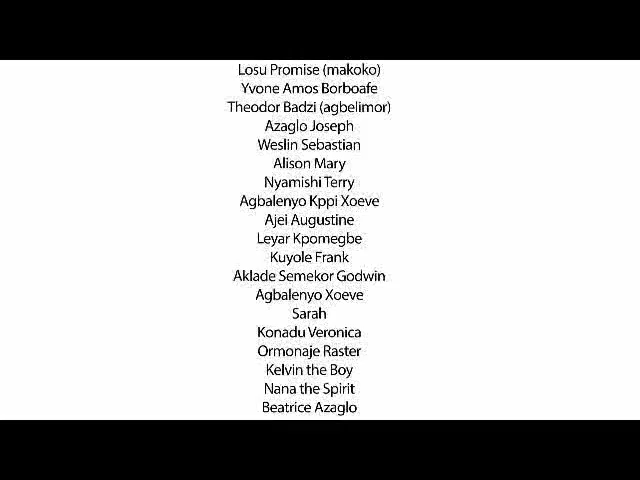 Losu Promise (makoko)
Yvone Amos Borboafe
Theodor Badzi (agbelimor)
Azaglo Joseph
Weslin Sebastian
Alison Mary
Nyamishi Terry
Agbalenyo Kppi Xoeve
Ajei Augustine
Leyar Kpomegbe
Kuyole Frank
Aklade Semekor Godwin
Agbalenyo Xoeve
Sarah
Konadu Veronica
Ormonaje Raster
Kelvin the Boy
Nana the Spirit
Beatrice Azaglo